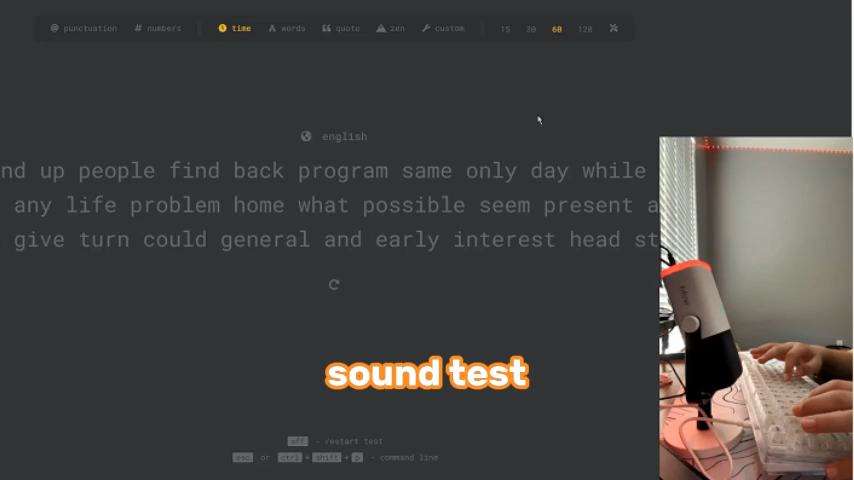 @ punctuation # numbers time words quote zen custom 15 30 60 120
english
nd up people find back program same only day while
any life problem home what possible seem present a
give turn could general and early interest head st
sound test
off - restart test
esc or ctrl + shift + p - command line